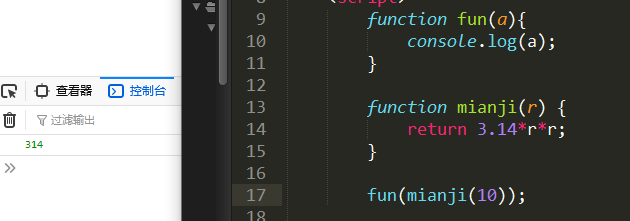 查看器 控制台
过滤输出
314
9 function fun(a){
10 console.log(a);
11 }
12
13 function mianji(r) {
14 return 3.14*r*r;
15 }
16
17 fun(mianji(10));
18